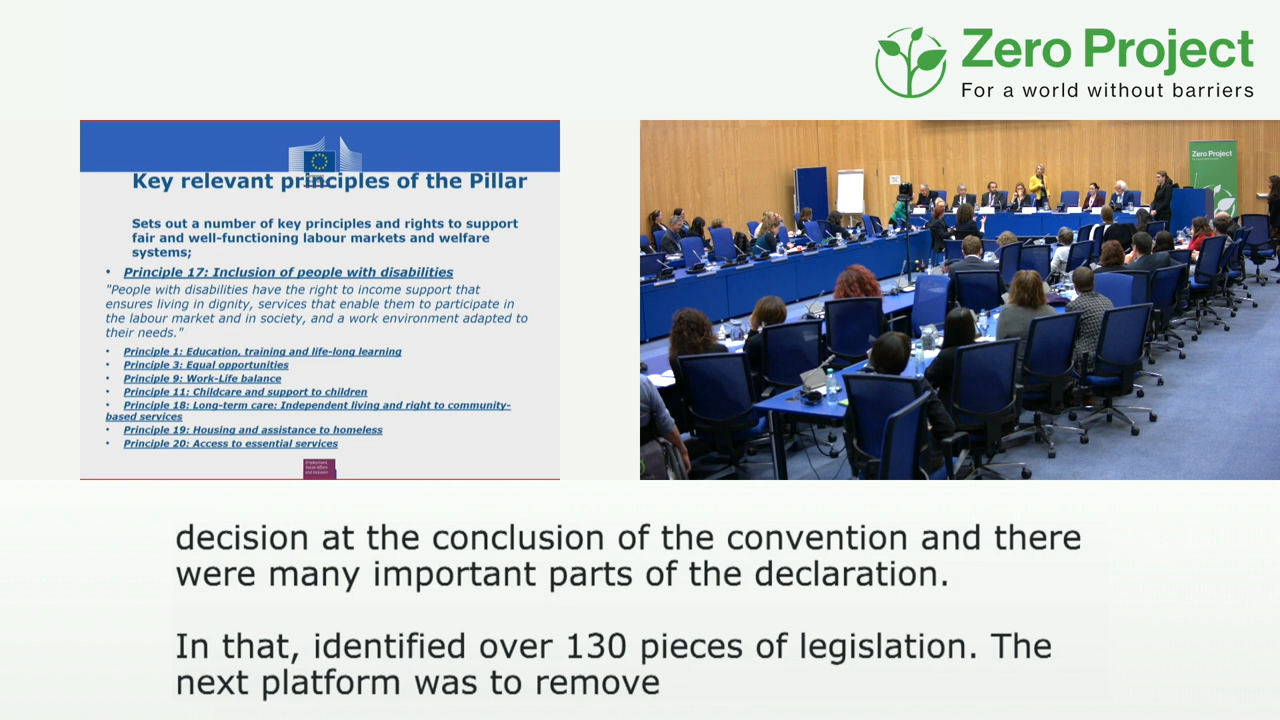 Zero Project
For a world without barriers
Key relevant principles of the Pillar
Sets out a number of key principles and rights to support
fair and well-functioning labour markets and welfare
systems;
• Principle 17: Inclusion of people with disabilities
"People with disabilities have the right to income support that
ensures living in dignity, services that enable them to participate in
the labour market and in society, and a work environment adapted to
their needs."
• Principle 1: Education, training and life-long learning
• Principle 3: Equal opportunities
• Principle 9: Work-Life balance
• Principle 11: Childcare and support to children
• Principle 18: Long-term care: Independent living and right to community-
based services
• Principle 19: Housing and assistance to homeless
• Principle 20: Access to essential services
Employment,
Social Affairs
and Inclusion
Zero Project
decision at the conclusion of the convention and there
were many important parts of the declaration.
In that, identified over 130 pieces of legislation. The
next platform was to remove